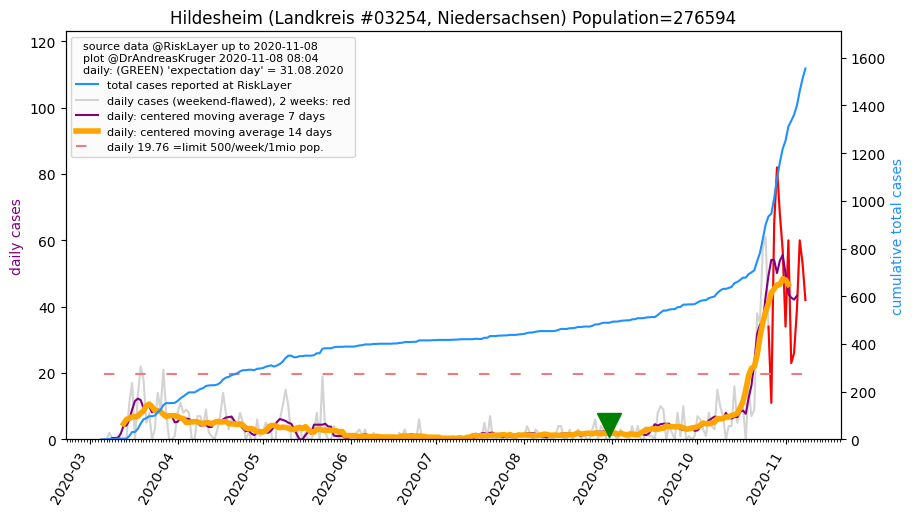 Hildesheim (Landkreis #03254, Niedersachsen) Population=276594
source data @RiskLayer up to 2020-11-08
plot @DrAndreasKruger 2020-11-08 08:04
daily: (GREEN) 'expectation day' = 31.08.2020
total cases reported at RiskLayer
daily cases (weekend-flawed), 2 weeks: red
daily: centered moving average 7 days
daily: centered moving average 14 days
daily 19.76 =limit 500/week/1mio pop.
daily cases
120
100
80
60
40
20
0
cumulative total cases
1600
1400
1200
1000
800
600
400
200
0
2020-03
2020-04
2020-05
2020-06
2020-07
2020-08
2020-09
2020-10
2020-11